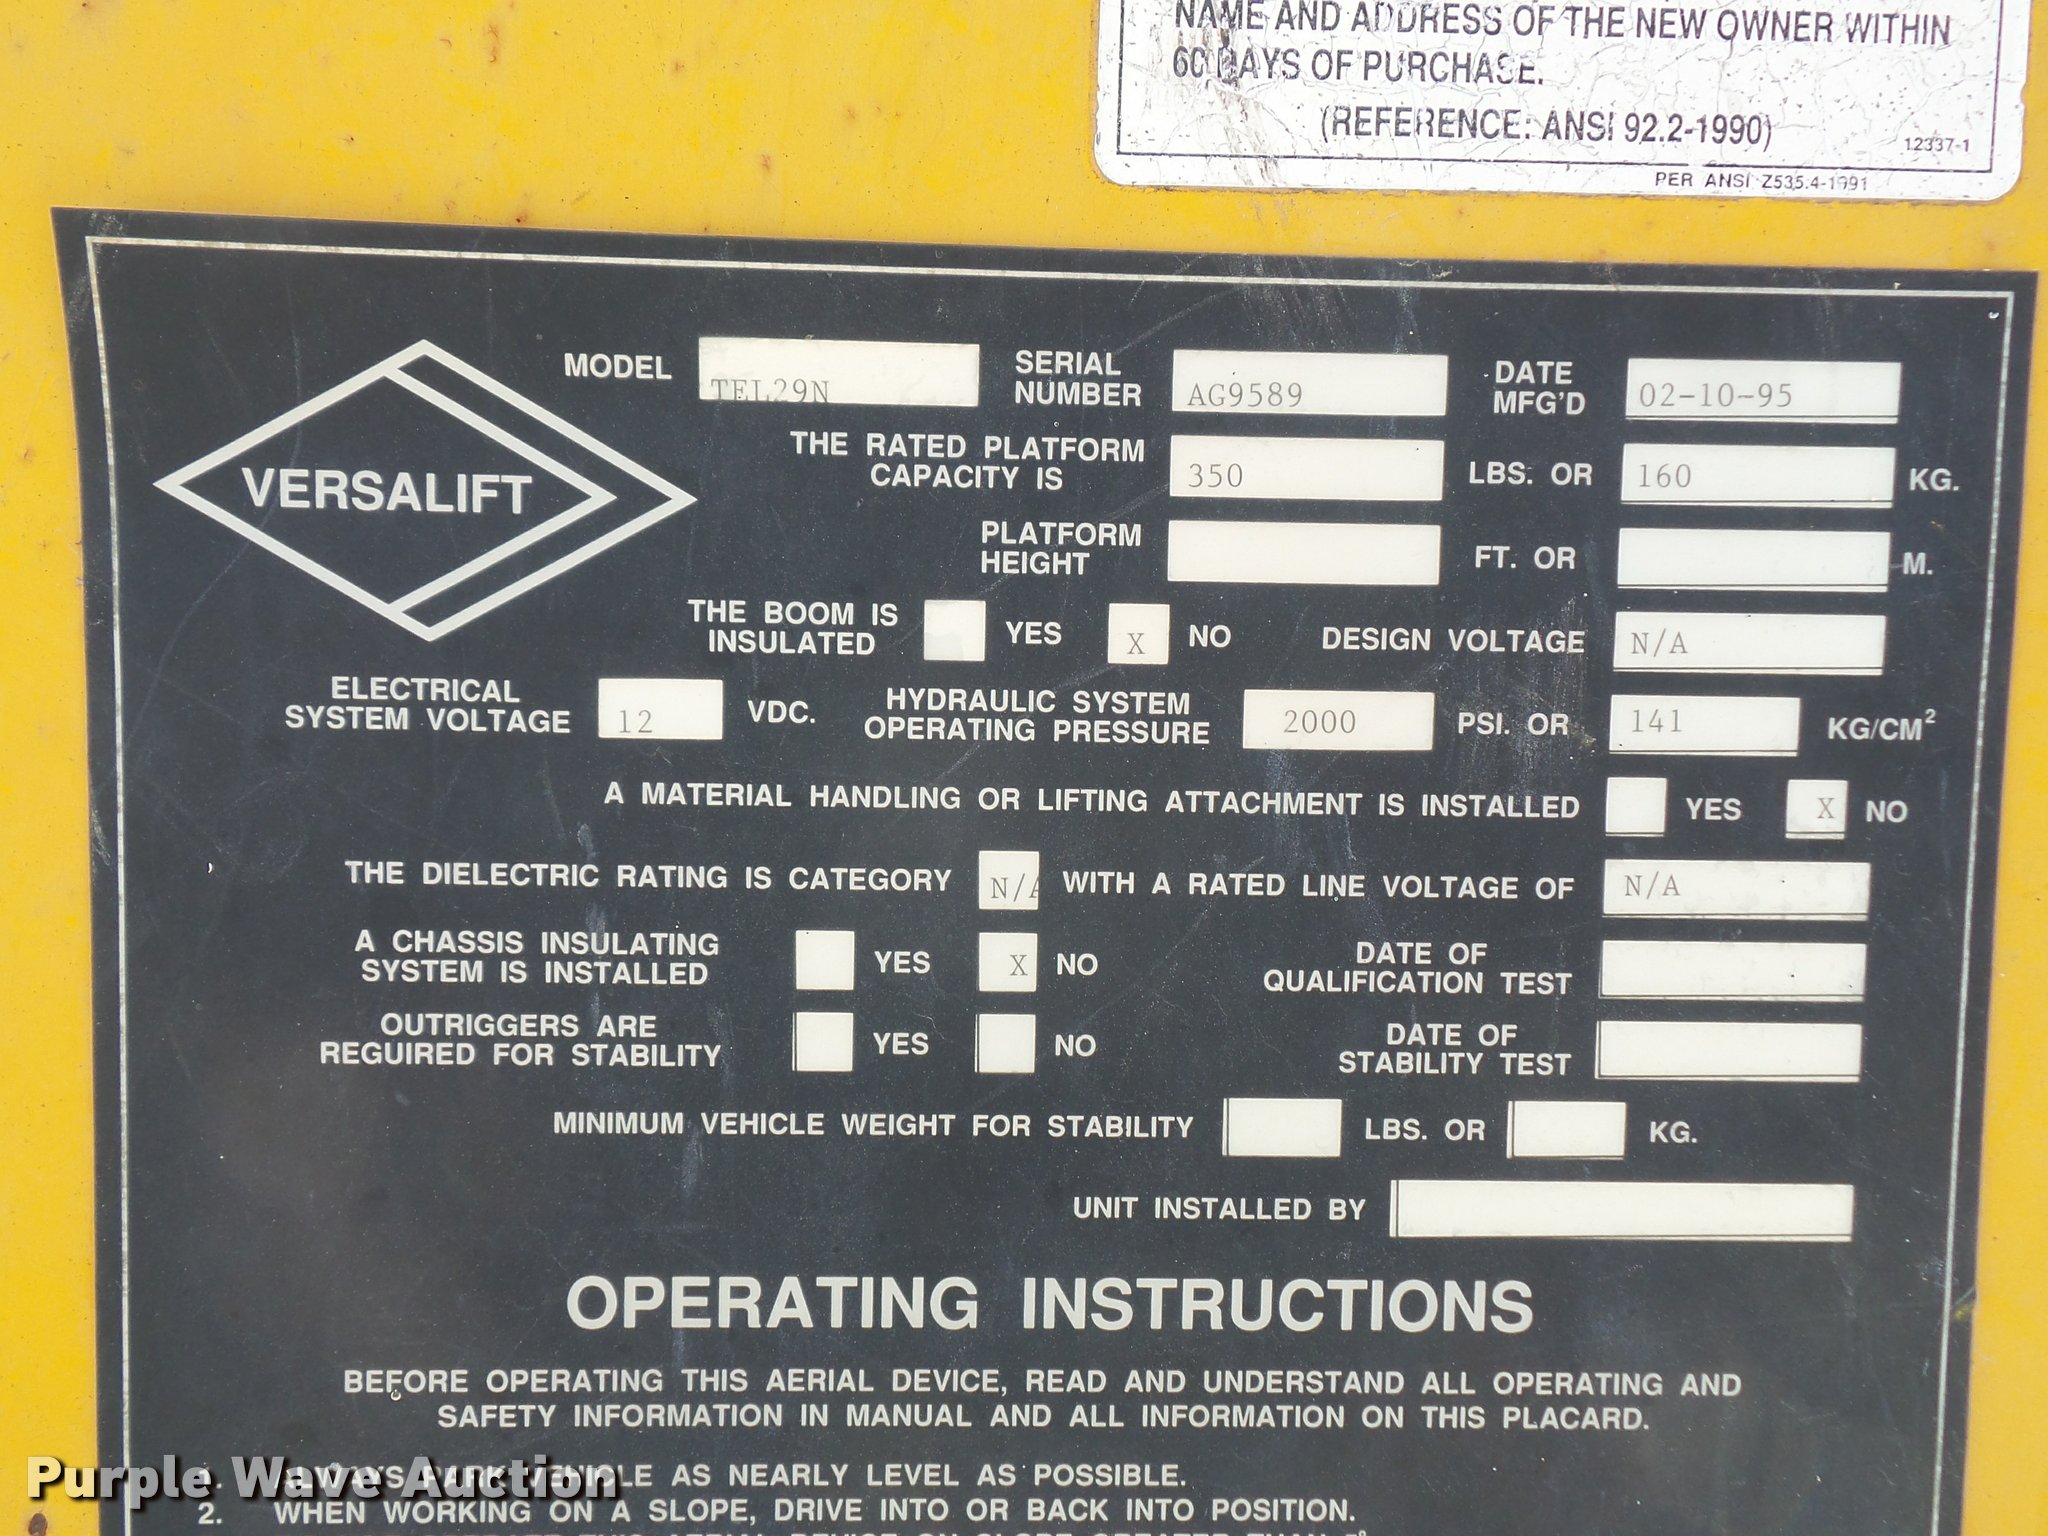 NAME AND ADDRESS OF THE NEW OWNER WITHIN
60 DAYS OF PURCHASE.
(REFERENCE: ANSI 92.2-1990)
12337-1
PER ANSI Z535.4-1991
VERSALIFT
MODEL TEL29N SERIAL NUMBER AG9589 DATE MFG'D 02-10-95
THE RATED PLATFORM CAPACITY IS 350 LBS. OR 160 KG.
PLATFORM HEIGHT FT. OR M.
THE BOOM IS INSULATED YES X NO DESIGN VOLTAGE N/A
ELECTRICAL SYSTEM VOLTAGE 12 VDC. HYDRAULIC SYSTEM OPERATING PRESSURE 2000 PSI. OR 141 KG/CM²
A MATERIAL HANDLING OR LIFTING ATTACHMENT IS INSTALLED YES X NO
THE DIELECTRIC RATING IS CATEGORY N/A WITH A RATED LINE VOLTAGE OF N/A
A CHASSIS INSULATING SYSTEM IS INSTALLED YES X NO DATE OF QUALIFICATION TEST
OUTRIGGERS ARE REGUIRED FOR STABILITY YES NO DATE OF STABILITY TEST
MINIMUM VEHICLE WEIGHT FOR STABILITY LBS. OR KG.
UNIT INSTALLED BY
OPERATING INSTRUCTIONS
BEFORE OPERATING THIS AERIAL DEVICE, READ AND UNDERSTAND ALL OPERATING AND
SAFETY INFORMATION IN MANUAL AND ALL INFORMATION ON THIS PLACARD.
1. ALWAYS PARK VEHICLE AS NEARLY LEVEL AS POSSIBLE.
2. WHEN WORKING ON A SLOPE, DRIVE INTO OR BACK INTO POSITION.
Purple Wave Auction